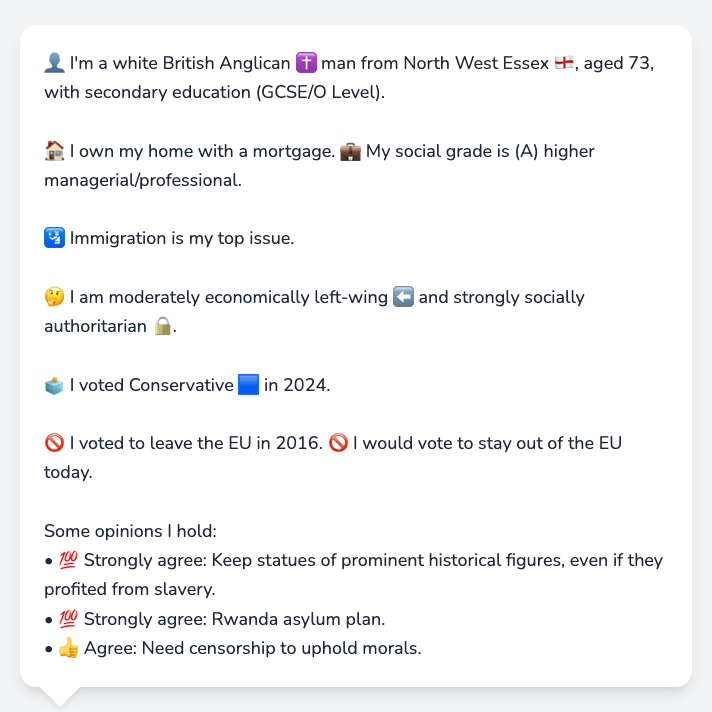 👤 I'm a white British Anglican ✝️ man from North West Essex 🏴󠁧󠁢󠁥󠁮󠁧󠁿, aged 73,
with secondary education (GCSE/O Level).
🏠 I own my home with a mortgage. 💼 My social grade is (A) higher
managerial/professional.
🛂 Immigration is my top issue.
🤔 I am moderately economically left-wing ⬅️ and strongly socially
authoritarian 🔒.
🗳️ I voted Conservative 🟦 in 2024.
🚫 I voted to leave the EU in 2016. 🚫 I would vote to stay out of the EU
today.
Some opinions I hold:
• 💯 Strongly agree: Keep statues of prominent historical figures, even if they
profited from slavery.
• 💯 Strongly agree: Rwanda asylum plan.
• 👍 Agree: Need censorship to uphold morals.